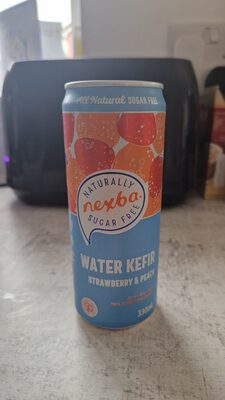 All Natural SUGAR FREE
NATURALLY
nexba.
SUGAR FREE
WATER KEFIR
STRAWBERRY & PEACH
330mL